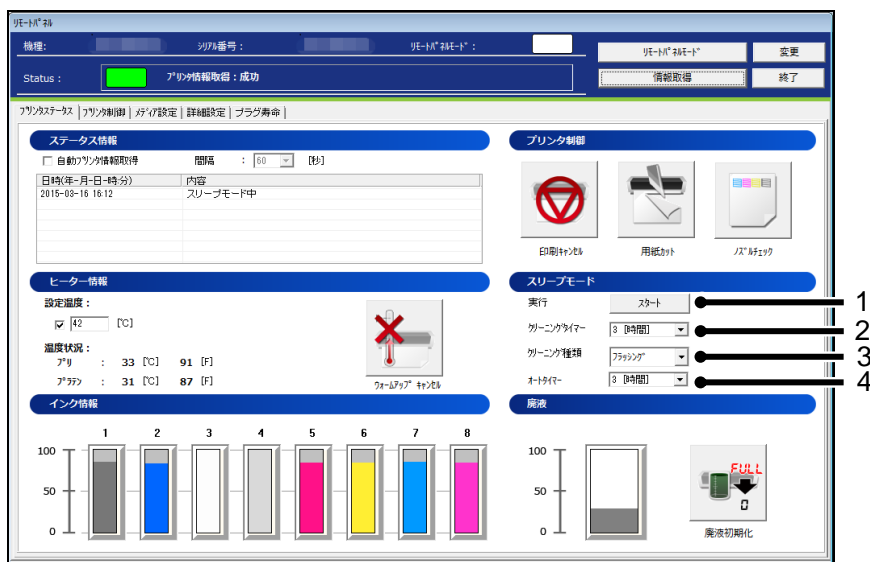 リモートパネル
機種:
シリアル番号:
リモートパネルモード:
リモートパネルモード
変更
Status:
プリンタ情報取得:成功
情報取得
終了
プリンタステータス プリンタ制御 メディア設定 詳細設定 プラグ寿命
ステータス情報
自動プリンタ情報取得 間隔 : 60 [秒]
日時(年-月-日-時:分) 内容
2015-03-16 16:12 スリープモード中
プリンタ制御
印刷キャンセル 用紙カット ノズルチェック
ヒーター情報
設定温度:
42 [℃]
温度状況:
プリ : 33 [℃] 91 [F]
プラテン : 31 [℃] 87 [F]
ウォームアップ キャンセル
スリープモード
実行 スタート 1
クリーニングタイマー 3 [時間] 2
クリーニング種類 フラッシング 3
オートタイマー 3 [時間] 4
インク情報
1 2 3 4 5 6 7 8
100
50
0
廃液
100
50
0
FULL
0
廃液初期化